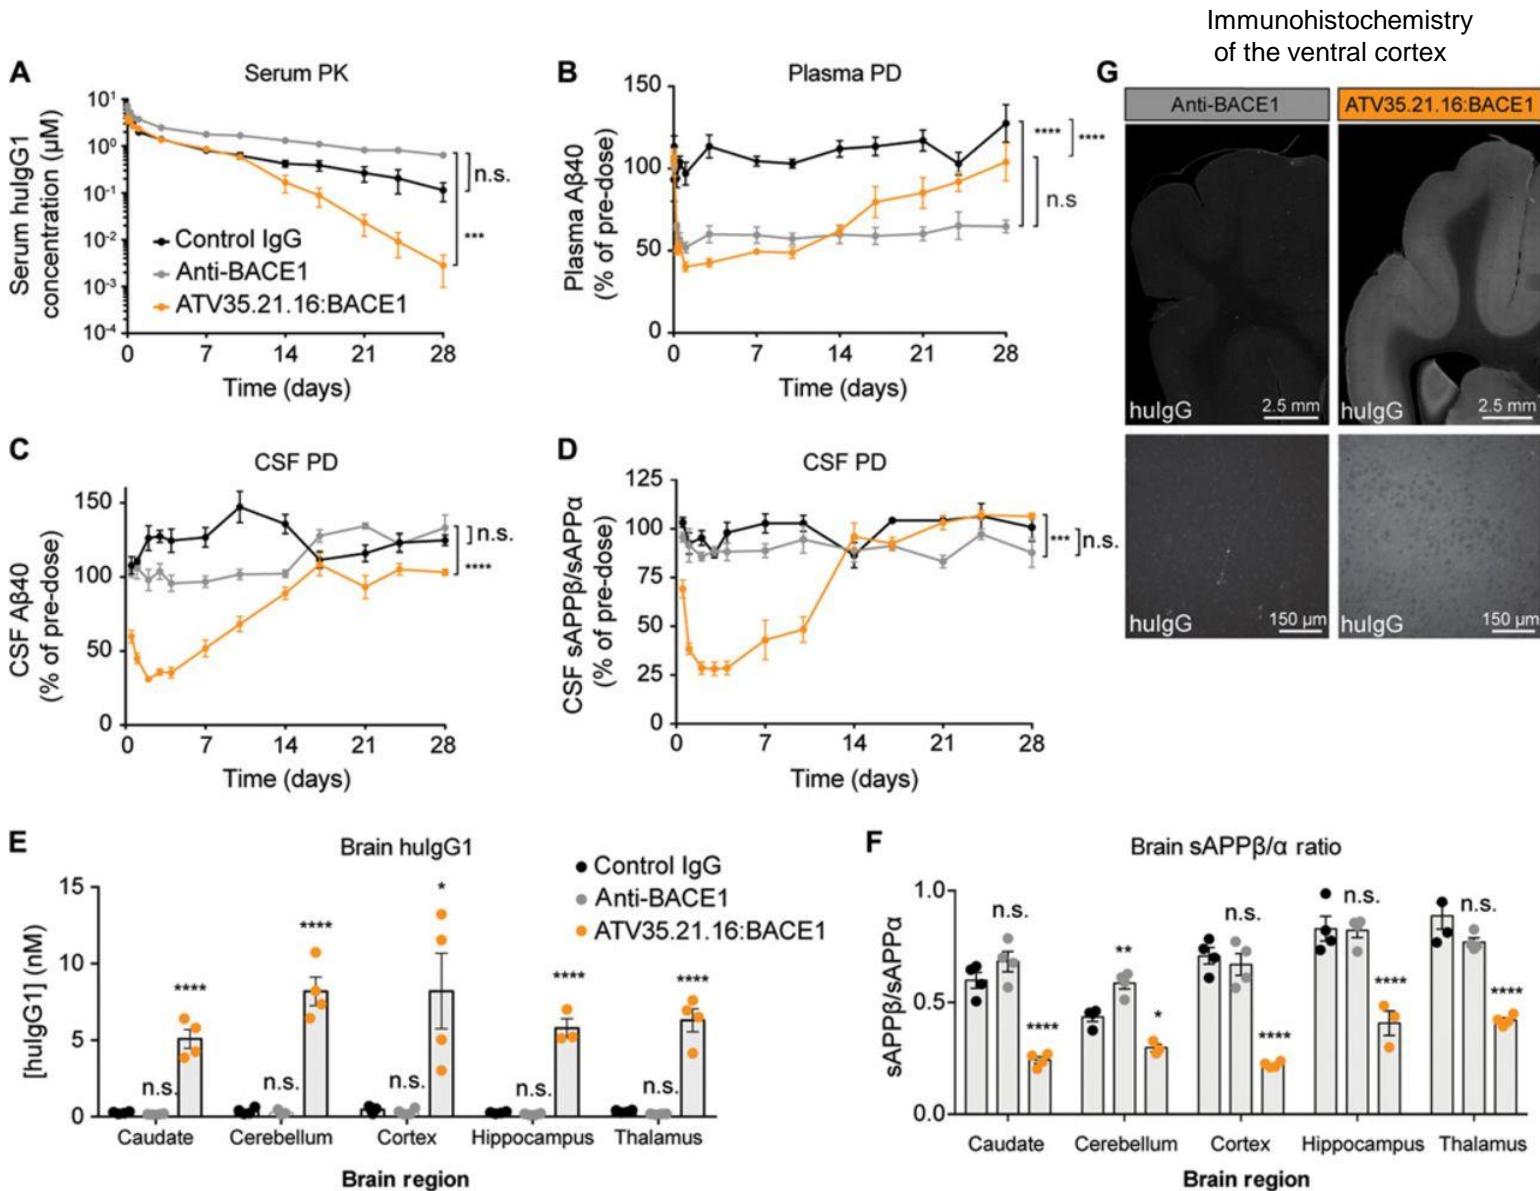 Immunohistochemistry
of the ventral cortex
A
Serum PK
Serum huIgG1
concentration (µM)
10¹
10⁰
10⁻¹
10⁻²
10⁻³
10⁻⁴
Control IgG
Anti-BACE1
ATV35.21.16:BACE1
n.s.
***
0 7 14 21 28
Time (days)
B
Plasma PD
Plasma Aβ40
(% of pre-dose)
150
100
50
0
**** ****
n.s
0 7 14 21 28
Time (days)
G
Anti-BACE1 ATV35.21.16:BACE1
huIgG 2.5 mm huIgG 2.5 mm
huIgG 150 µm huIgG 150 µm
C
CSF PD
CSF Aβ40
(% of pre-dose)
150
100
50
0
n.s.
****
0 7 14 21 28
Time (days)
D
CSF PD
CSF sAPPβ/sAPPα
(% of pre-dose)
125
100
75
50
25
0
*** n.s.
0 7 14 21 28
Time (days)
E
Brain huIgG1
Control IgG
Anti-BACE1
ATV35.21.16:BACE1
[huIgG1] (nM)
15
10
5
0
n.s. **** n.s. **** n.s. * n.s. **** n.s. ****
Caudate Cerebellum Cortex Hippocampus Thalamus
Brain region
F
Brain sAPPβ/α ratio
sAPPβ/sAPPα
1.0
0.5
0.0
n.s. **** ** * n.s. **** n.s. **** n.s. ****
Caudate Cerebellum Cortex Hippocampus Thalamus
Brain region